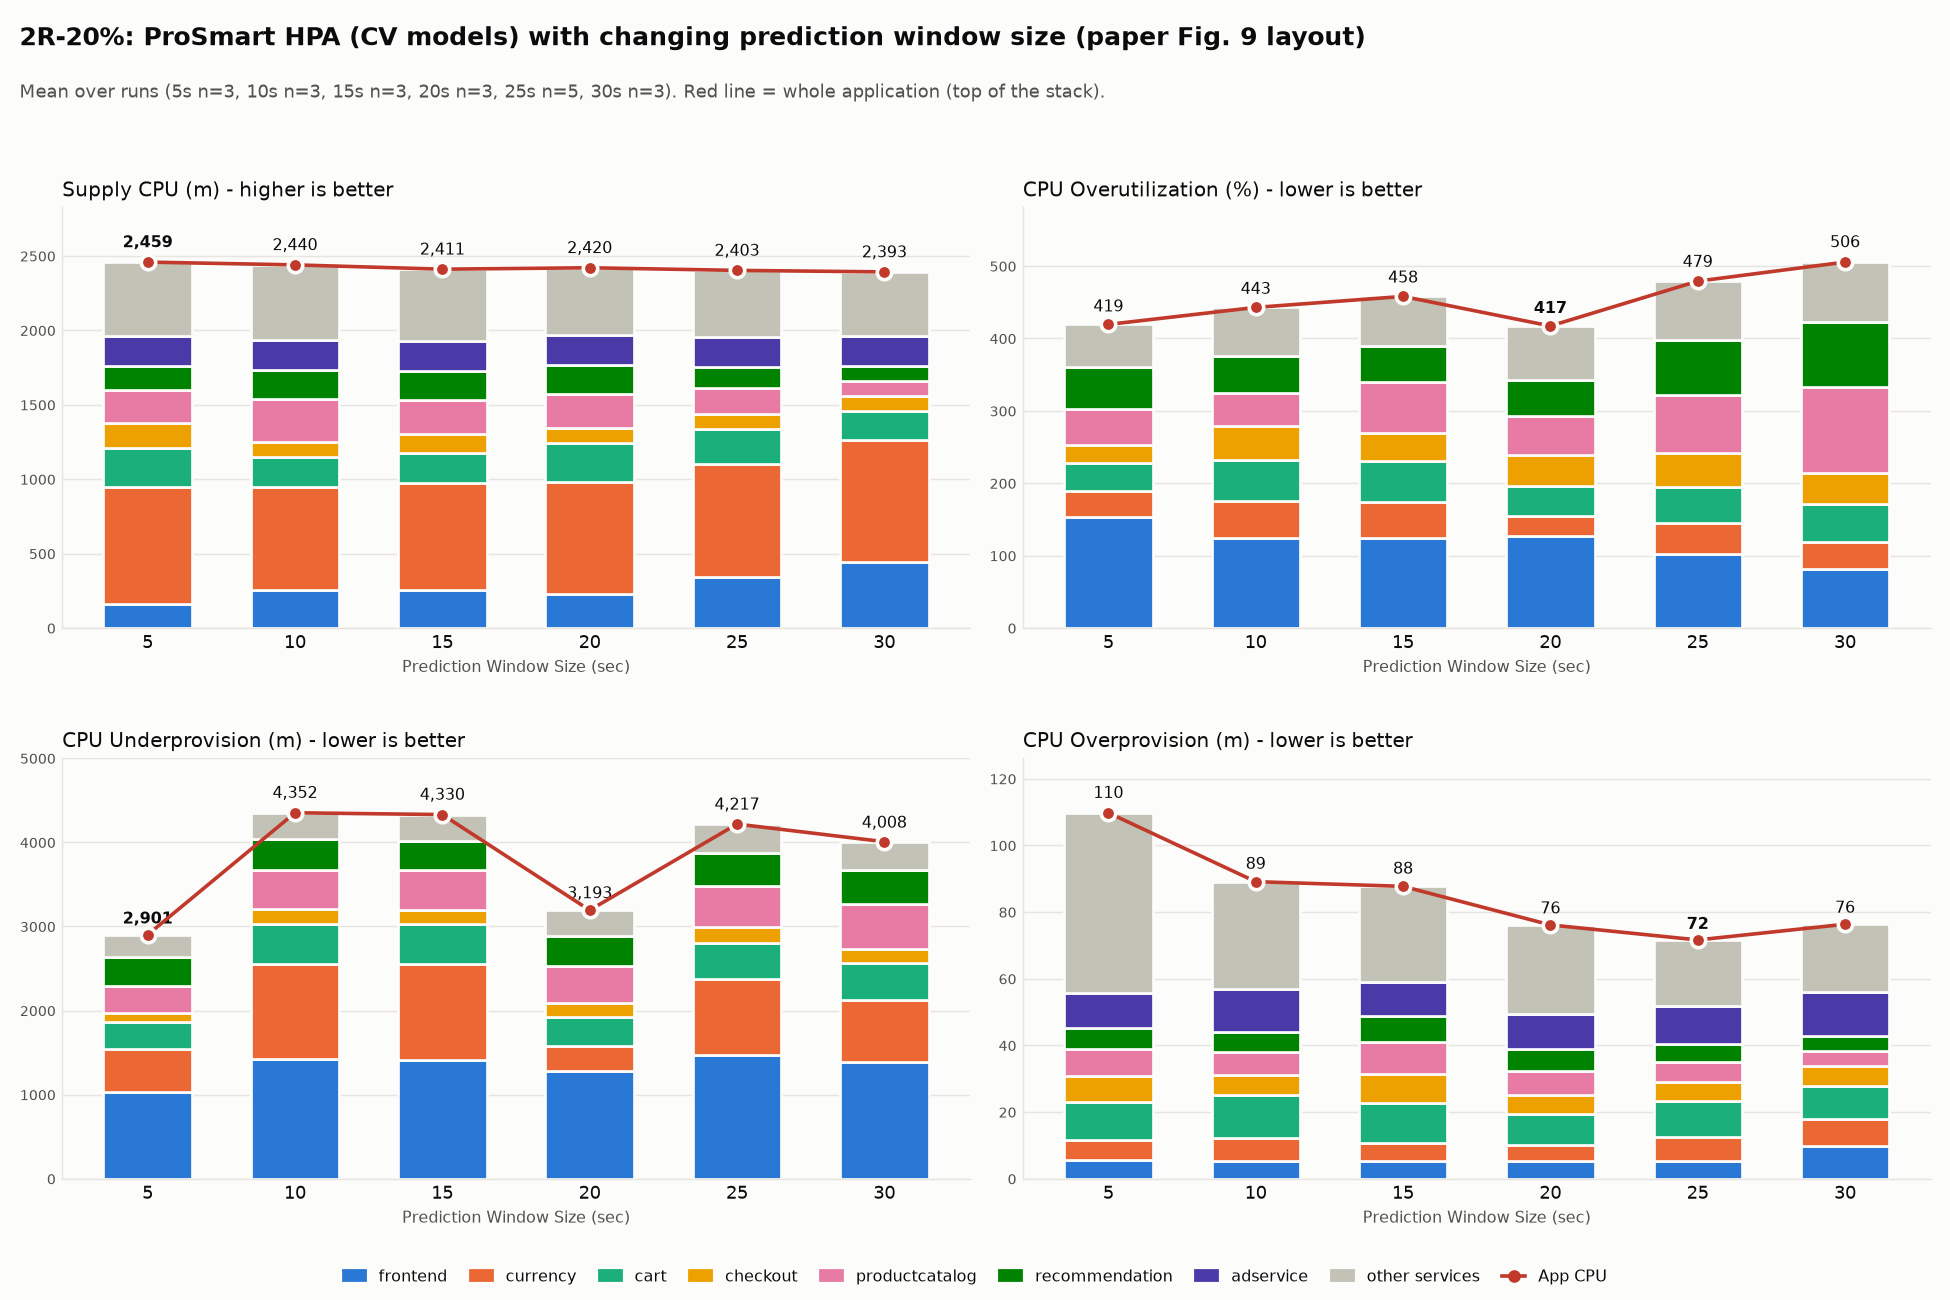 2R-20%: ProSmart HPA (CV models) with changing prediction window size (paper Fig. 9 layout)
Mean over runs (5s n=3, 10s n=3, 15s n=3, 20s n=3, 25s n=5, 30s n=3). Red line = whole application (top of the stack).
Supply CPU (m) - higher is better
2,459 2,440 2,411 2,420 2,403 2,393
2500
2000
1500
1000
500
0
5 10 15 20 25 30
Prediction Window Size (sec)
CPU Overutilization (%) - lower is better
419 443 458 417 479 506
500
400
300
200
100
0
5 10 15 20 25 30
Prediction Window Size (sec)
CPU Underprovision (m) - lower is better
2,901 4,352 4,330 3,193 4,217 4,008
5000
4000
3000
2000
1000
0
5 10 15 20 25 30
Prediction Window Size (sec)
CPU Overprovision (m) - lower is better
110 89 88 76 72 76
120
100
80
60
40
20
0
5 10 15 20 25 30
Prediction Window Size (sec)
frontend currency cart checkout productcatalog recommendation adservice other services App CPU